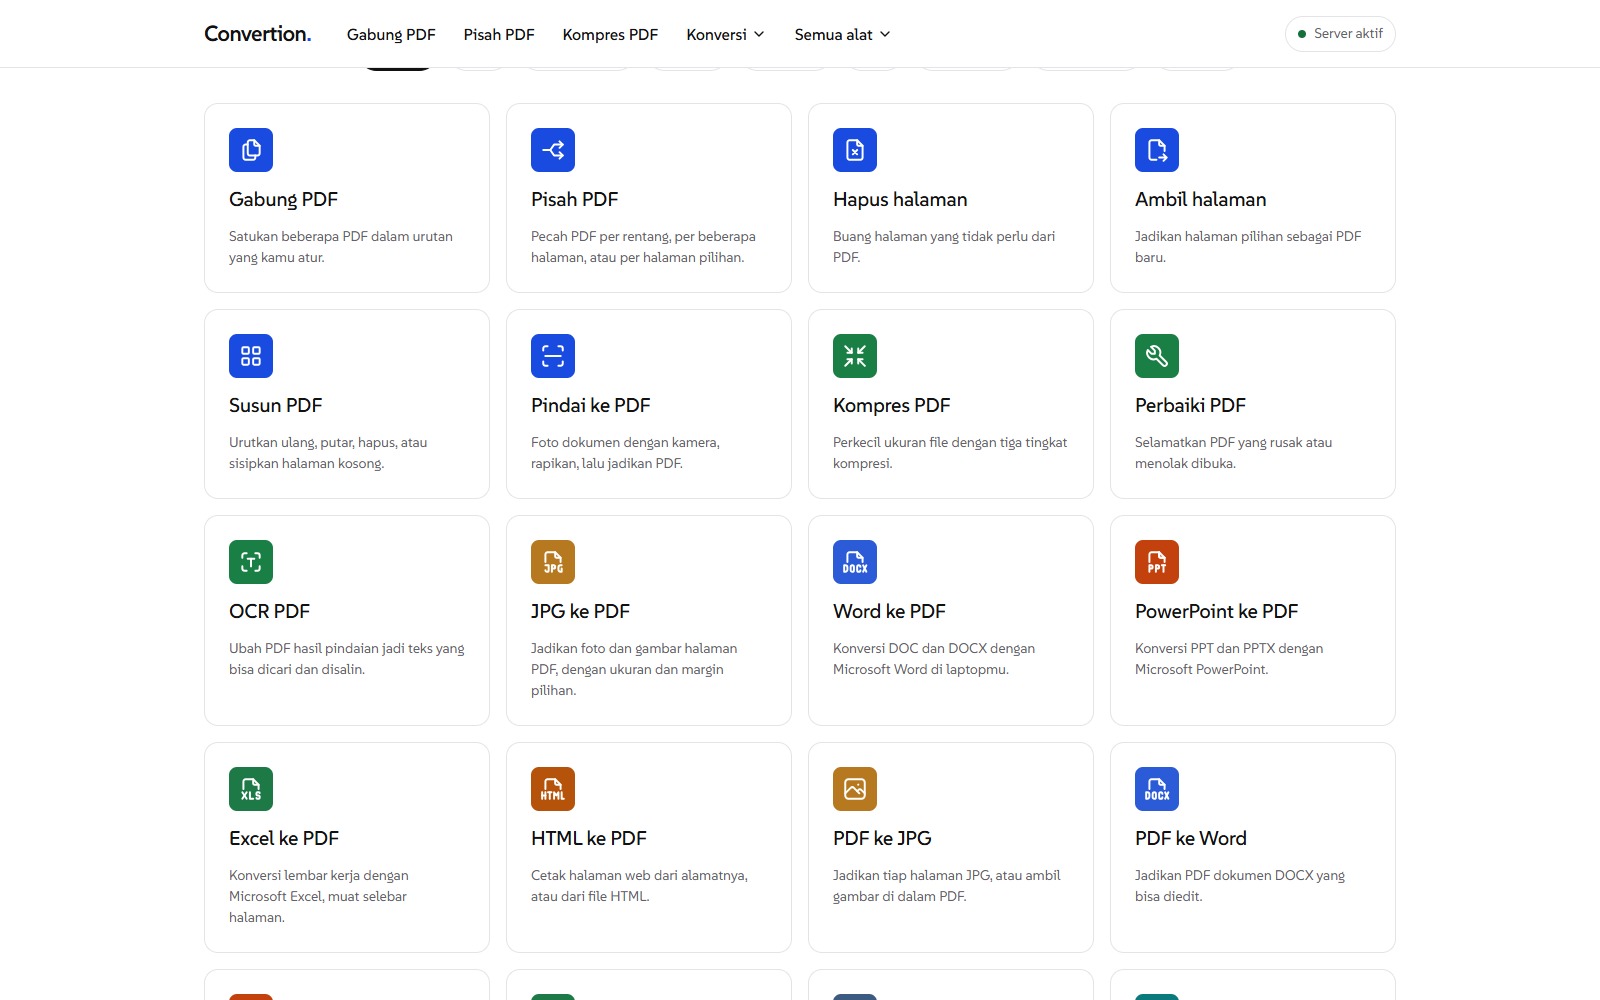 Convertion.
Gabung PDF
Pisah PDF
Kompres PDF
Konversi
Semua alat
Server aktif
Gabung PDF
Satukan beberapa PDF dalam urutan
yang kamu atur.
Pisah PDF
Pecah PDF per rentang, per beberapa
halaman, atau per halaman pilihan.
Hapus halaman
Buang halaman yang tidak perlu dari
PDF.
Ambil halaman
Jadikan halaman pilihan sebagai PDF
baru.
Susun PDF
Urutkan ulang, putar, hapus, atau
sisipkan halaman kosong.
Pindai ke PDF
Foto dokumen dengan kamera,
rapikan, lalu jadikan PDF.
Kompres PDF
Perkecil ukuran file dengan tiga tingkat
kompresi.
Perbaiki PDF
Selamatkan PDF yang rusak atau
menolak dibuka.
T
OCR PDF
Ubah PDF hasil pindaian jadi teks yang
bisa dicari dan disalin.
JPG
JPG ke PDF
Jadikan foto dan gambar halaman
PDF, dengan ukuran dan margin
pilihan.
DOCX
Word ke PDF
Konversi DOC dan DOCX dengan
Microsoft Word di laptopmu.
PPT
PowerPoint ke PDF
Konversi PPT dan PPTX dengan
Microsoft PowerPoint.
XLS
Excel ke PDF
Konversi lembar kerja dengan
Microsoft Excel, muat selebar
halaman.
HTML
HTML ke PDF
Cetak halaman web dari alamatnya,
atau dari file HTML.
PDF ke JPG
Jadikan tiap halaman JPG, atau ambil
gambar di dalam PDF.
DOCX
PDF ke Word
Jadikan PDF dokumen DOCX yang
bisa diedit.